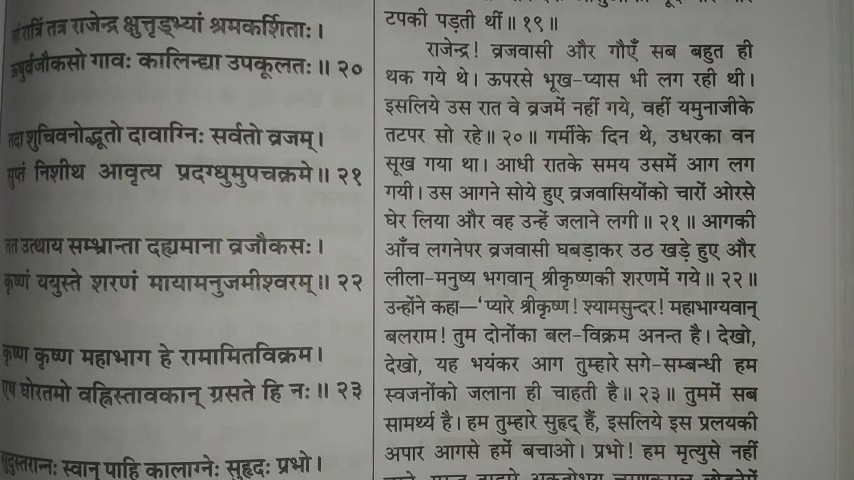 रात्रिं तत्र राजेन्द्र क्षुत्तृड्भ्यां श्रमकर्शिताः ।
ऊषुर्व्रजौकसो गावः कालिन्द्या उपकूलतः ॥ २०
तदा शुचिवनोद्भूतो दावाग्निः सर्वतो व्रजम् ।
सुप्तं निशीथ आवृत्य प्रदग्धुमुपचक्रमे ॥ २१
तत उत्थाय सम्भ्रान्ता दह्यमाना व्रजौकसः ।
कृष्णं ययुस्ते शरणं मायामनुजमीश्वरम् ॥ २२
कृष्ण कृष्ण महाभाग हे रामामितविक्रम ।
एष घोरतमो वह्निस्तावकान् ग्रसते हि नः ॥ २३
सुदुस्तरान्नः स्वान् पाहि कालाग्नेः सुहृदः प्रभो ।
टपकी पड़ती थीं ॥ १९ ॥
राजेन्द्र! व्रजवासी और गौएँ सब बहुत ही
थक गये थे। ऊपरसे भूख-प्यास भी लग रही थी।
इसलिये उस रात वे व्रजमें नहीं गये, वहीं यमुनाजीके
तटपर सो रहे ॥ २० ॥ गर्मीके दिन थे, उधरका वन
सूख गया था। आधी रातके समय उसमें आग लग
गयी। उस आगने सोये हुए व्रजवासियोंको चारों ओरसे
घेर लिया और वह उन्हें जलाने लगी ॥ २१ ॥ आगकी
आँच लगनेपर व्रजवासी घबड़ाकर उठ खड़े हुए और
लीला-मनुष्य भगवान् श्रीकृष्णकी शरणमें गये ॥ २२ ॥
उन्होंने कहा—‘प्यारे श्रीकृष्ण! श्यामसुन्दर! महाभाग्यवान्
बलराम! तुम दोनोंका बल-विक्रम अनन्त है। देखो,
देखो, यह भयंकर आग तुम्हारे सगे-सम्बन्धी हम
स्वजनोंको जलाना ही चाहती है ॥ २३ ॥ तुममें सब
सामर्थ्य है। हम तुम्हारे सुहृद् हैं, इसलिये इस प्रलयकी
अपार आगसे हमें बचाओ। प्रभो! हम मृत्युसे नहीं